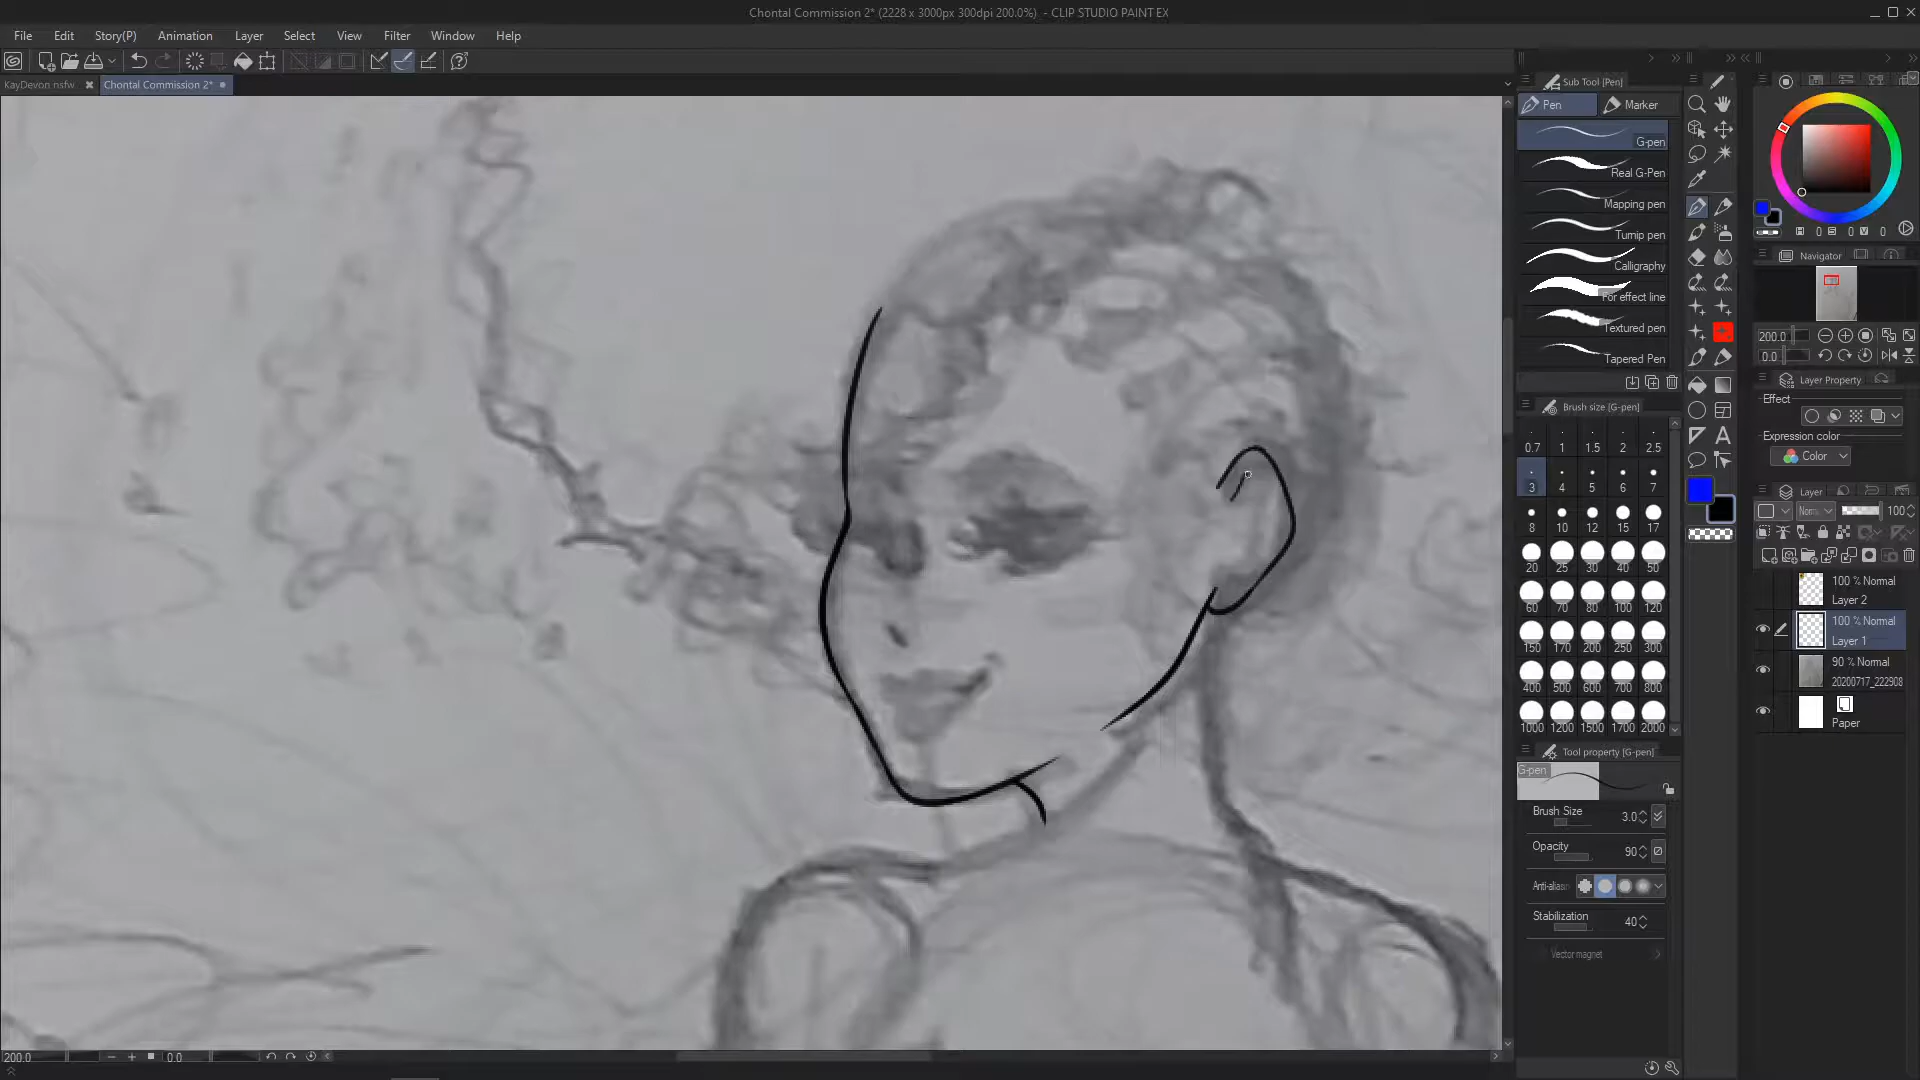 Chontal Commission 2* (2228 x 3000px 300dpi 200.0%) - CLIP STUDIO PAINT EX
File Edit Story(P) Animation Layer Select View Filter Window Help
KayDevon nsfw Chontal Commission 2*
Sub Tool [Pen]
Pen Marker
G-pen
Real G-Pen
Mapping pen
Turnip pen
Calligraphy
For effect line
Textured pen
Tapered Pen
Brush size [G-pen]
0.7 1 1.5 2 2.5
3 4 5 6 7
8 10 12 15 17
20 25 30 40 50
60 70 80 100 120
150 170 200 250 300
400 500 600 700 800
1000 1200 1500 1700 2000
Tool property [G-pen]
G-pen
Brush Size 3.0
Opacity 90
Anti-alias
Stabilization 40
Vector magnet
H 0 S 0 V 0
Navigator
200.0
0.0
Layer Property
Effect
Expression color
Color
Layer
Norm 100
100 % Normal
Layer 2
100 % Normal
Layer 1
90 % Normal
20200717_222908
Paper
200.0 0.0